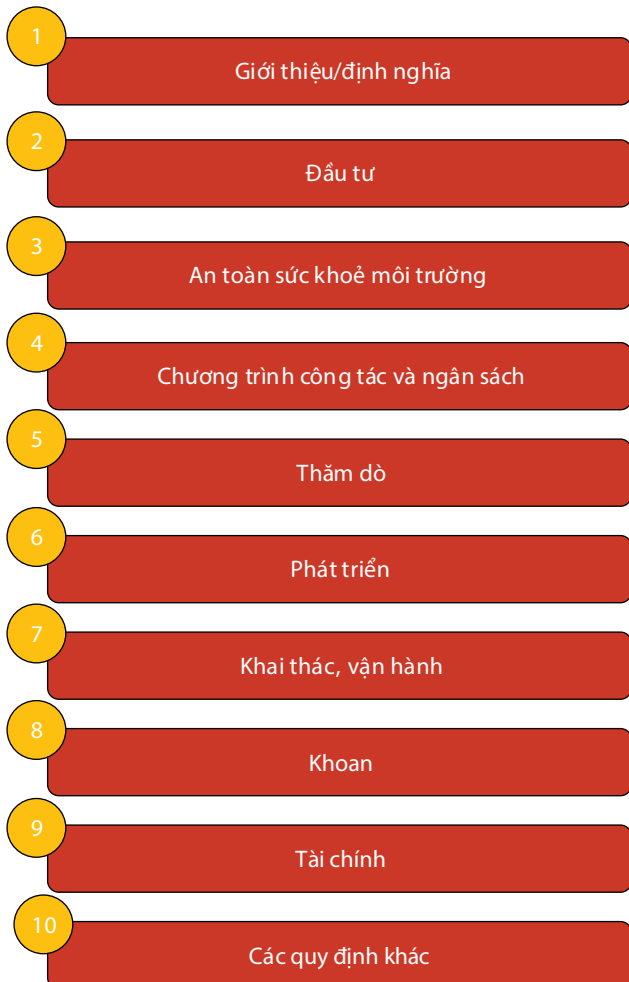 1
Giới thiệu/định nghĩa
2
Đầu tư
3
An toàn sức khoẻ môi trường
4
Chương trình công tác và ngân sách
5
Thăm dò
6
Phát triển
7
Khai thác, vận hành
8
Khoan
9
Tài chính
10
Các quy định khác